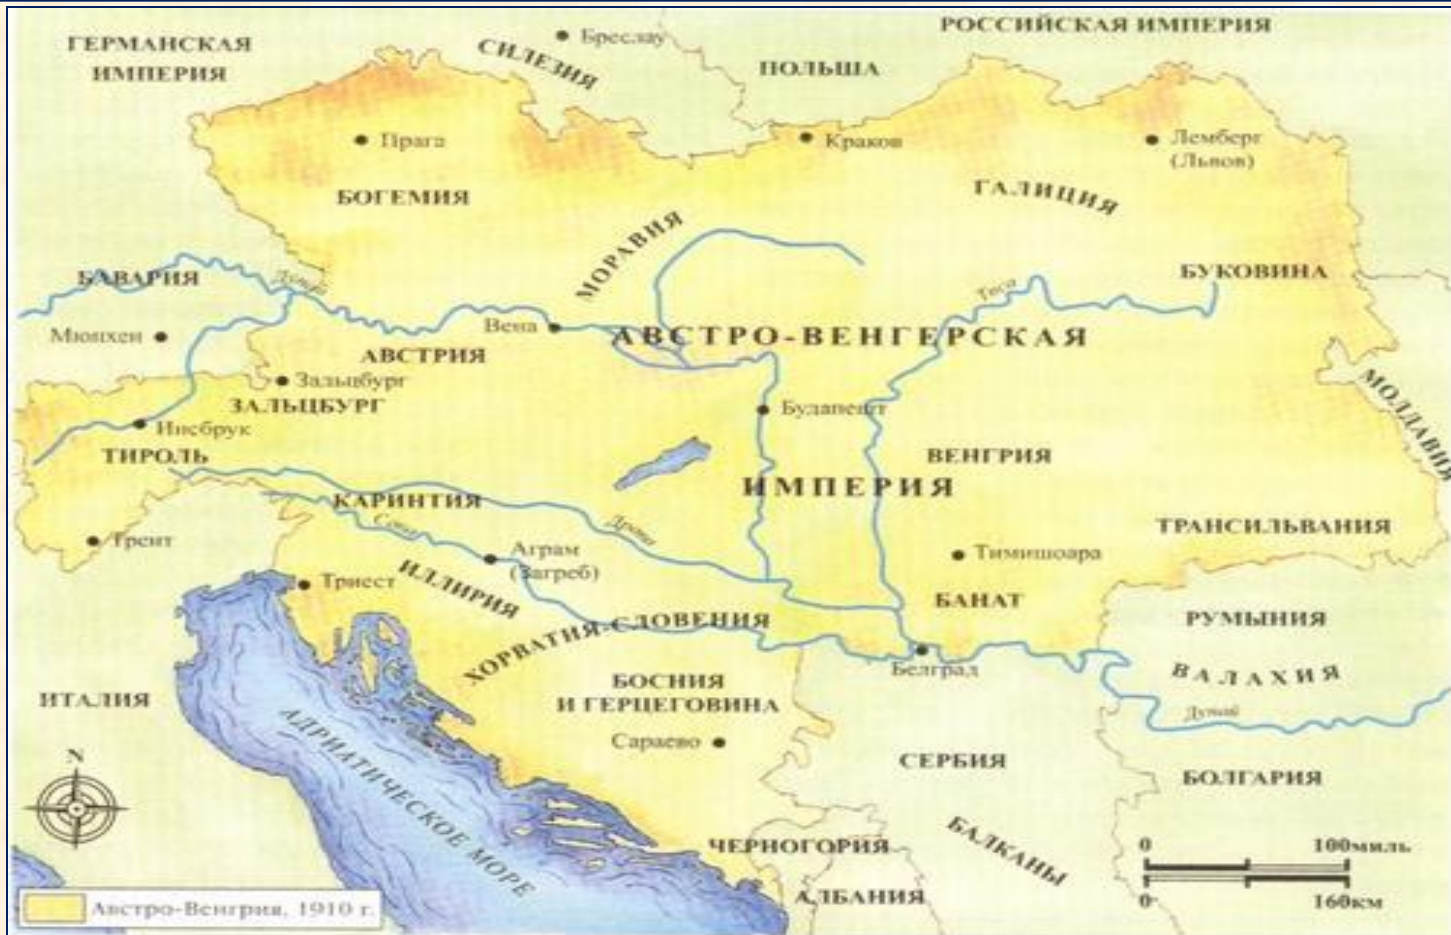 ГЕРМАНСКАЯ
ИМПЕРИЯ
СИЛЕЗИЯ
Бреслау
ПОЛЬША
РОССИЙСКАЯ ИМПЕРИЯ
Прага
БОГЕМИЯ
Краков
Лемберг
(Львов)
ГАЛИЦИЯ
МОРАВИЯ
БУКОВИНА
БАВАРИЯ
Дунай
Тиса
Мюнхен
Вена
АВСТРО-ВЕНГЕРСКАЯ
АВСТРИЯ
Зальцбург
ЗАЛЬЦБУРГ
Инсбрук
ТИРОЛЬ
Будапешт
МОЛДАВИЯ
ВЕНГРИЯ
ИМПЕРИЯ
КАРИНТИЯ
Сава
Драва
ТРАНСИЛЬВАНИЯ
Трент
Аграм
(Загреб)
Тимишоара
Триест
ИЛЛИРИЯ
БАНАТ
ХОРВАТИЯ-СЛОВЕНИЯ
РУМЫНИЯ
Белград
ВАЛАХИЯ
ИТАЛИЯ
БОСНИЯ
И ГЕРЦЕГОВИНА
Дунай
Сараево
АДРИАТИЧЕСКОЕ МОРЕ
СЕРБИЯ
БОЛГАРИЯ
N
ЧЕРНОГОРИЯ
БАЛКАНЫ
АЛБАНИЯ
0 100миль
0 160км
Австро-Венгрия, 1910 г.